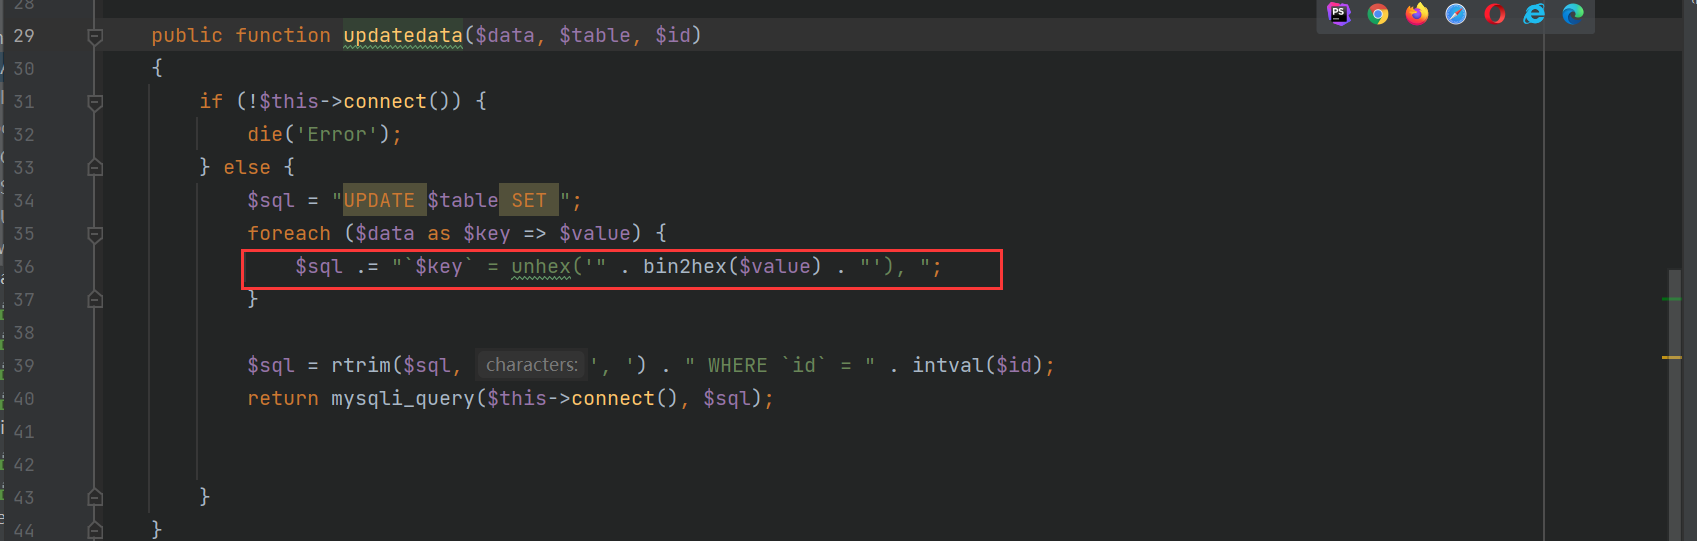 28
29 public function updatedata($data, $table, $id)
30 {
31 if (!$this->connect()) {
32 die('Error');
33 } else {
34 $sql = "UPDATE $table SET ";
35 foreach ($data as $key => $value) {
36 $sql .= "`$key` = unhex('" . bin2hex($value) . "'), ";
37 }
38
39 $sql = rtrim($sql, characters: ', ') . " WHERE `id` = " . intval($id);
40 return mysqli_query($this->connect(), $sql);
41
42
43 }
44 }